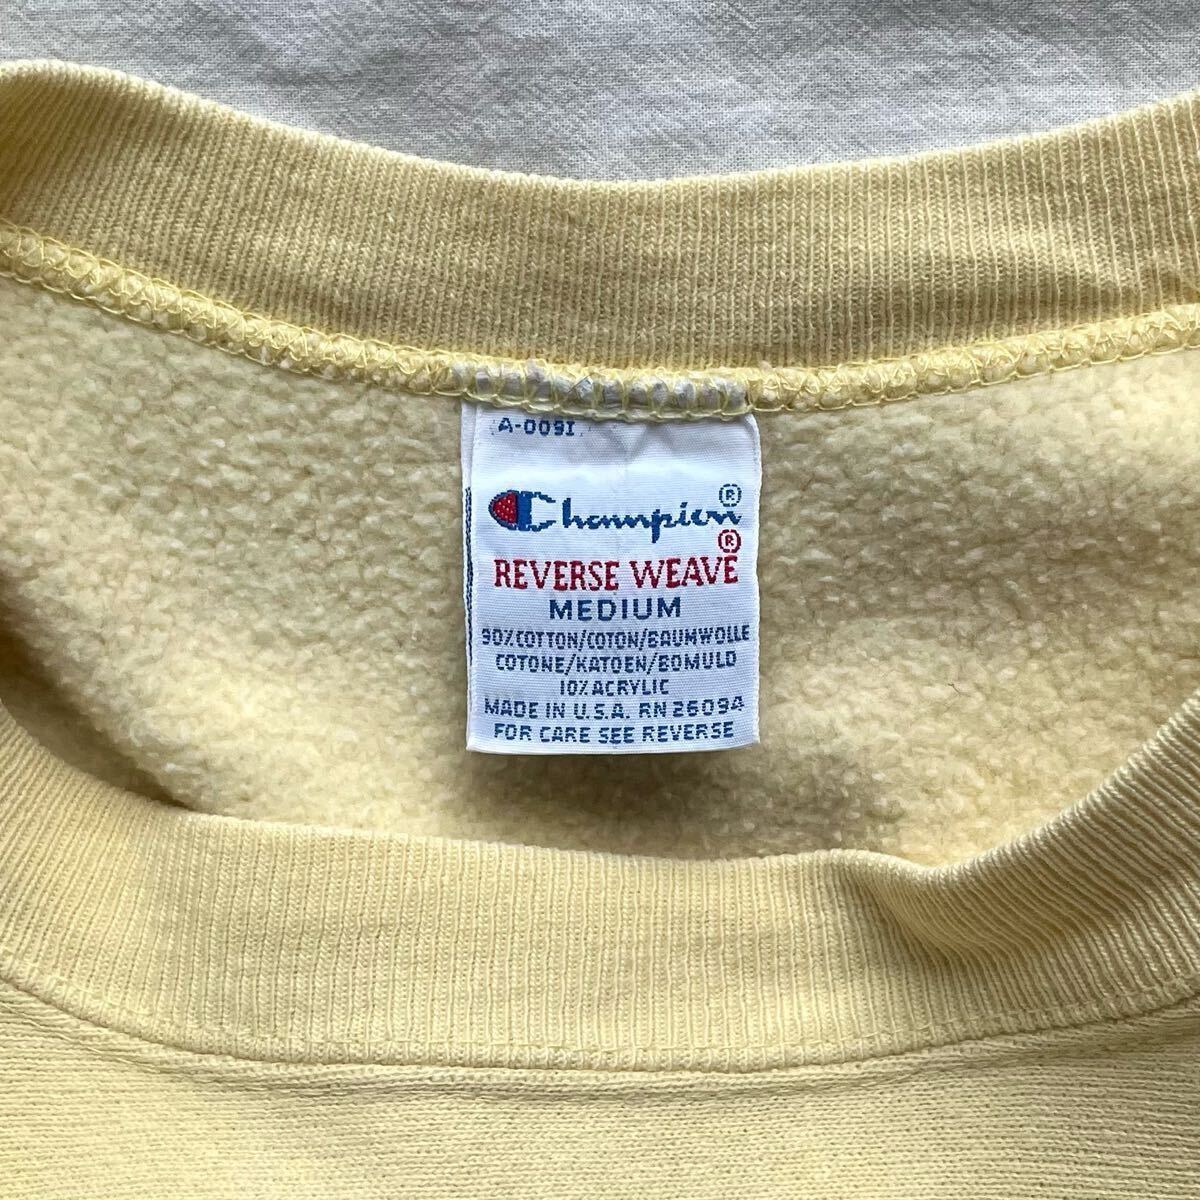 A-009I
Champion®
REVERSE WEAVE®
MEDIUM
90% COTTON/COTON/BAUMWOLLE
COTONE/KATOEN/BOMULD
10% ACRYLIC
MADE IN U.S.A. RN 26094
FOR CARE SEE REVERSE